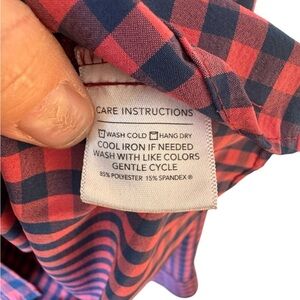 CARE INSTRUCTIONS
WASH COLD HANG DRY
COOL IRON IF NEEDED
WASH WITH LIKE COLORS
GENTLE CYCLE
85% POLYESTER 15% SPANDEX ®